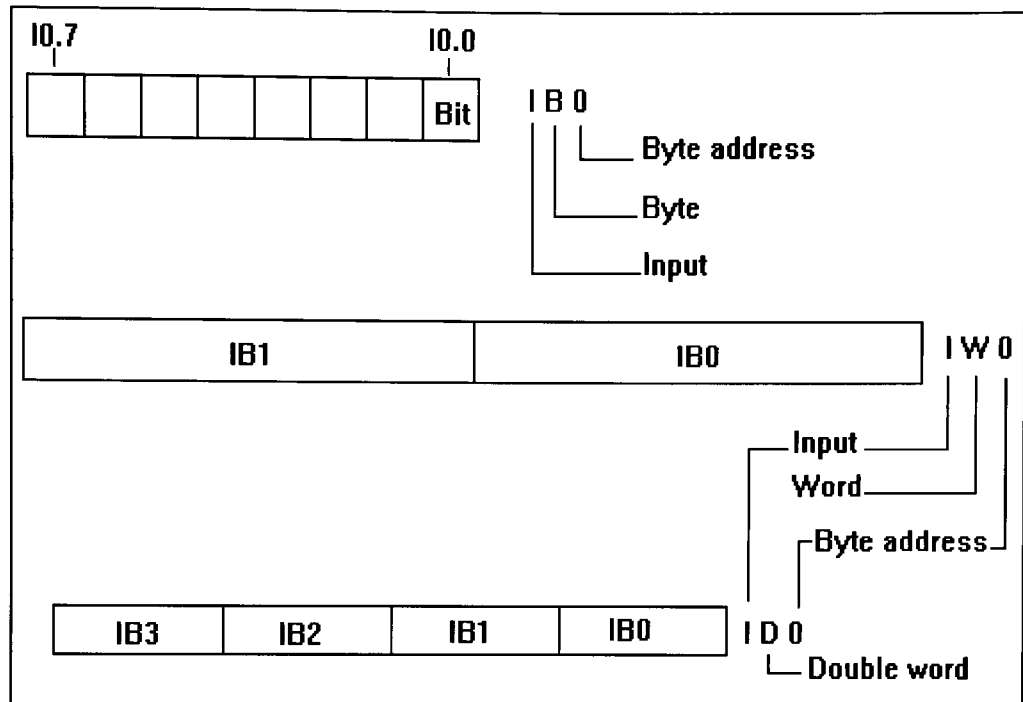 I0.7 I0.0
Bit
I B 0
Byte address
Byte
Input
IB1 IB0
I W 0
Input
Word
Byte address
IB3 IB2 IB1 IB0
I D 0
Double word